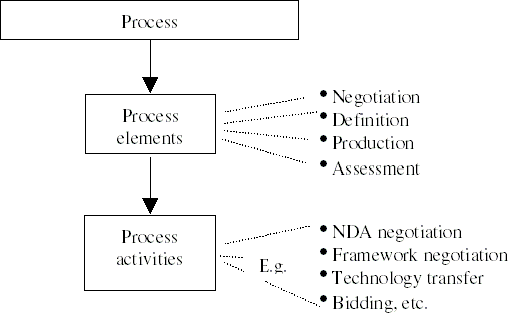 Process
Process
elements
• Negotiation
• Definition
• Production
• Assessment
Process
activities
E.g.
• NDA negotiation
• Framework negotiation
• Technology transfer
• Bidding, etc.